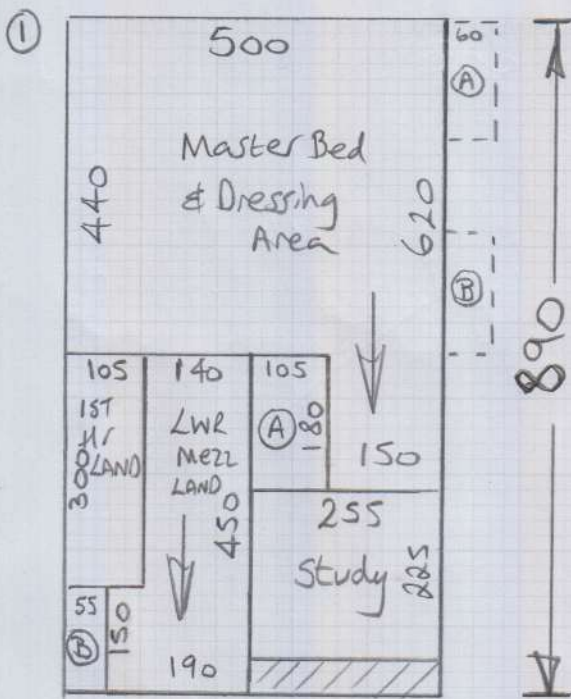 1
500
60
A
Master Bed
& Dressing
Area
440
620
B
890
105
140
105
1ST
Flr
LAND
300
LWR
MEZZ
LAND
A
180
150
450
255
Study
225
55
B
150
190